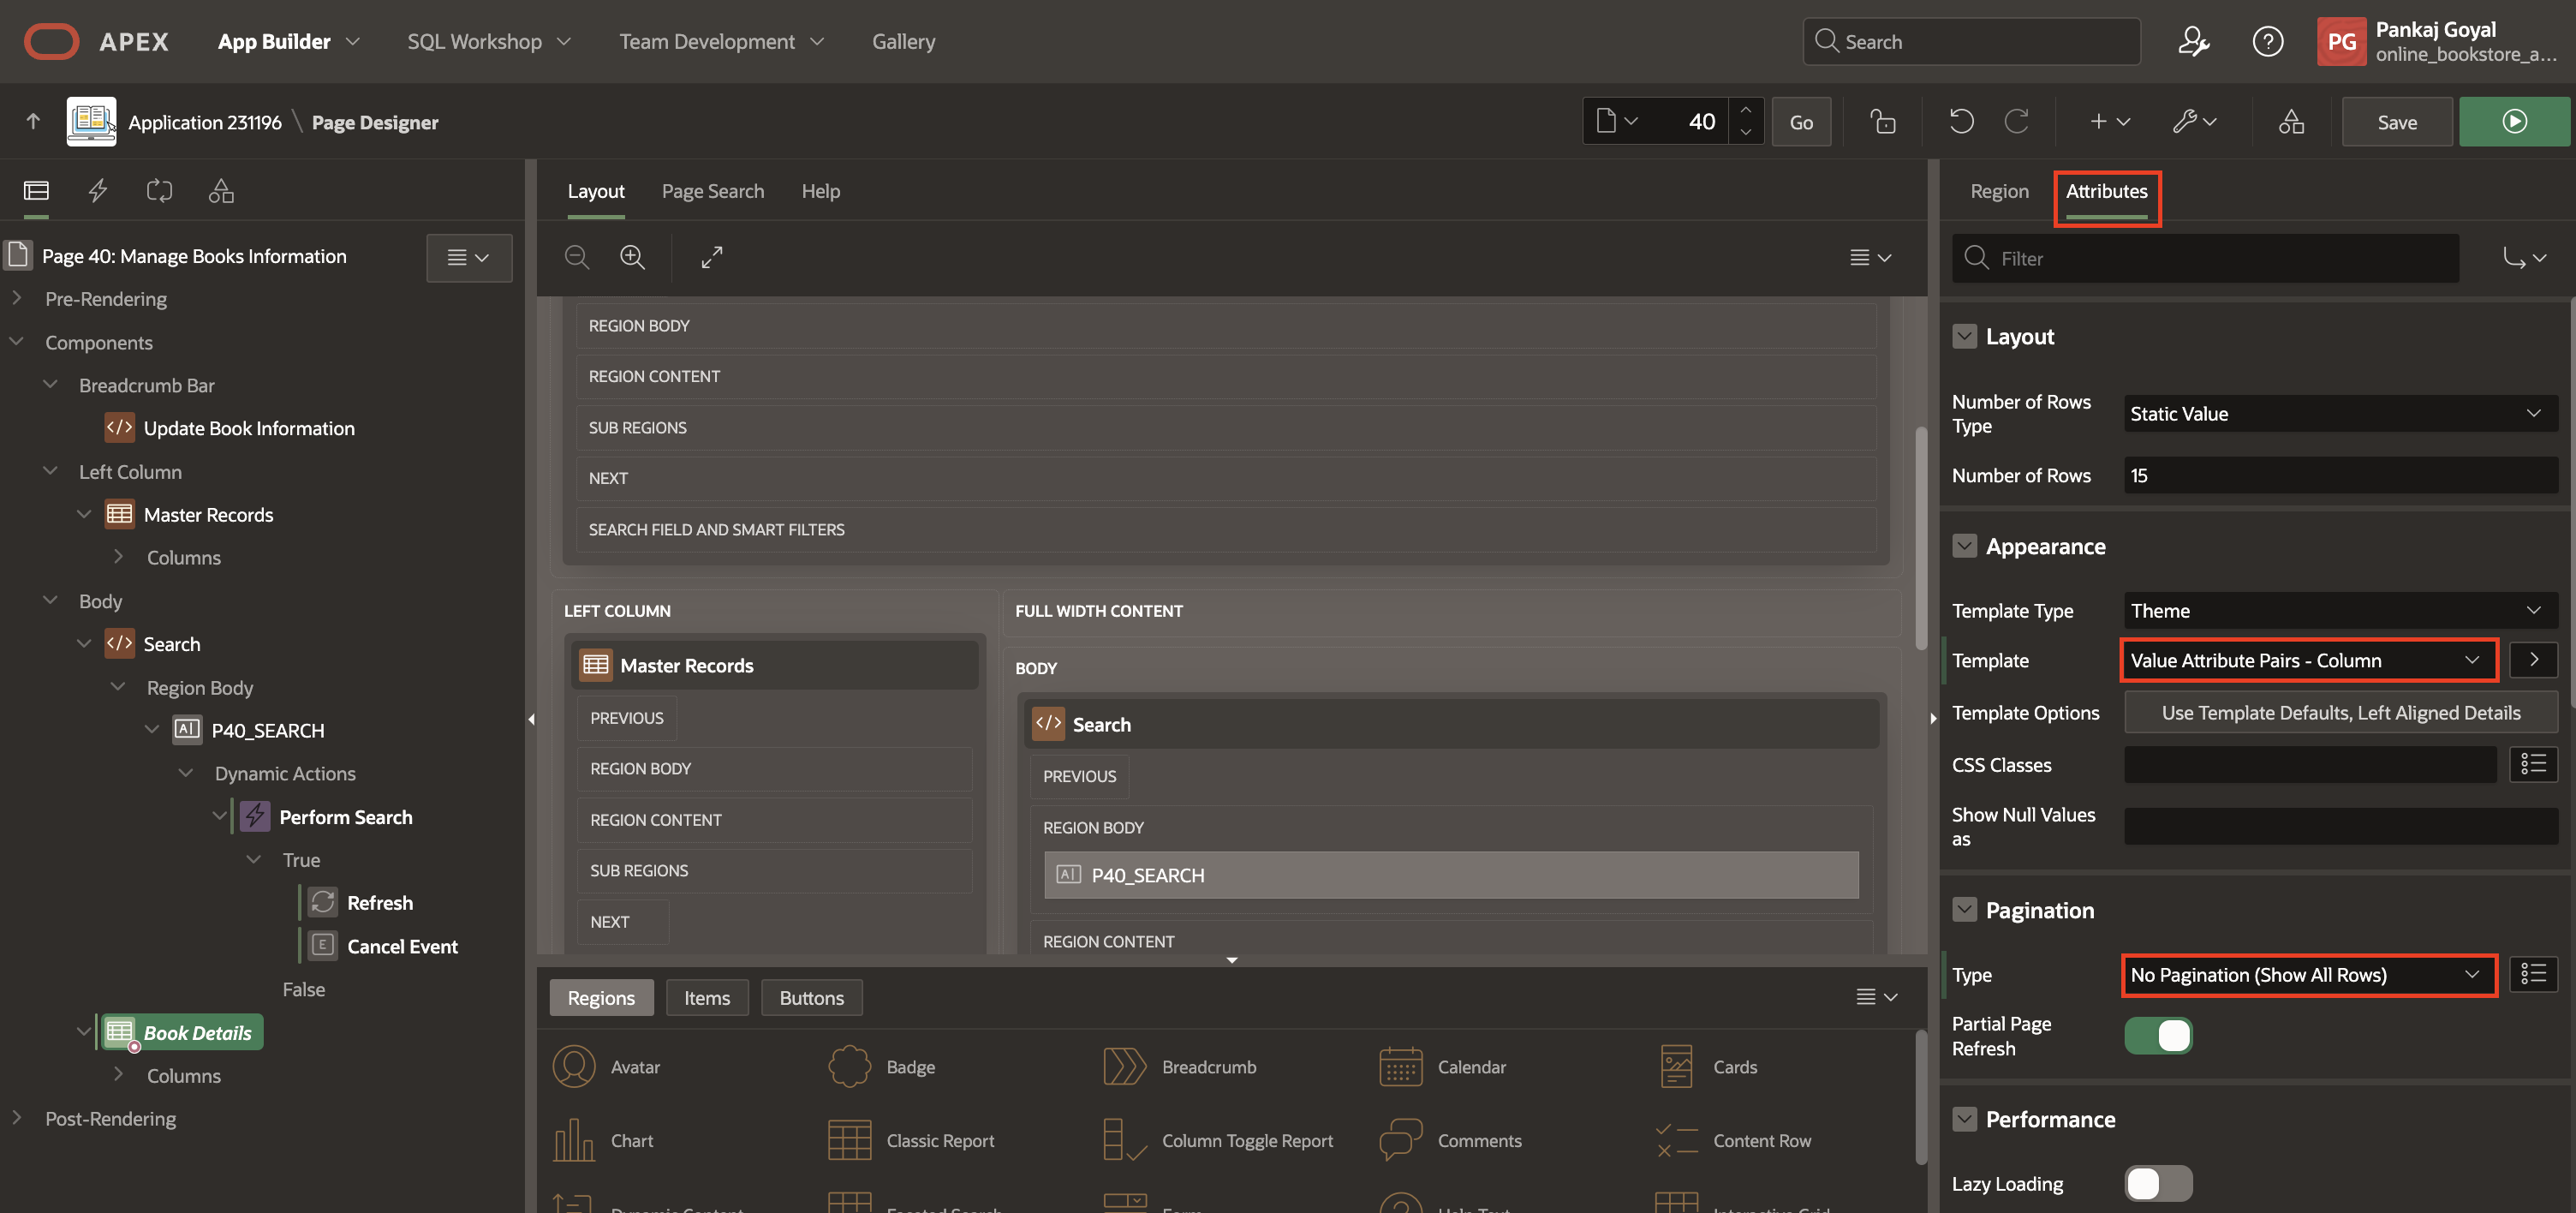 APEX App Builder SQL Workshop Team Development Gallery Search PG Pankaj Goyal
online_bookstore_a...
Application 231196 \ Page Designer 40 Go Save
Layout Page Search Help
Region Attributes
Page 40: Manage Books Information
Filter
Pre-Rendering
Components
Breadcrumb Bar
Update Book Information
Left Column
Master Records
Columns
Body
Search
Region Body
P40_SEARCH
Dynamic Actions
Perform Search
True
Refresh
Cancel Event
False
Book Details
Columns
Post-Rendering
REGION BODY
REGION CONTENT
SUB REGIONS
NEXT
SEARCH FIELD AND SMART FILTERS
LEFT COLUMN
Master Records
PREVIOUS
REGION BODY
REGION CONTENT
SUB REGIONS
NEXT
FULL WIDTH CONTENT
BODY
Search
PREVIOUS
REGION BODY
P40_SEARCH
REGION CONTENT
Regions Items Buttons
Avatar Badge Breadcrumb Calendar Cards
Chart Classic Report Column Toggle Report Comments Content Row
Layout
Number of Rows Type Static Value
Number of Rows 15
Appearance
Template Type Theme
Template Value Attribute Pairs - Column
Template Options Use Template Defaults, Left Aligned Details
CSS Classes
Show Null Values as
Pagination
Type No Pagination (Show All Rows)
Partial Page Refresh
Performance
Lazy Loading